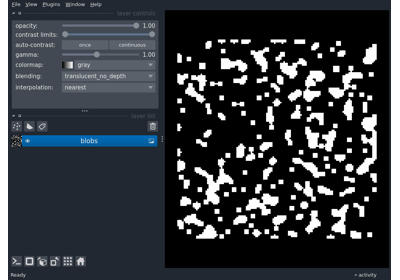 File View Plugins Window Help
layer controls
opacity: 1.00
contrast limits:
auto-contrast: once continuous
gamma: 1.00
colormap: gray
blending: translucent_no_depth
interpolation: nearest
layer list
blobs
Ready
activity